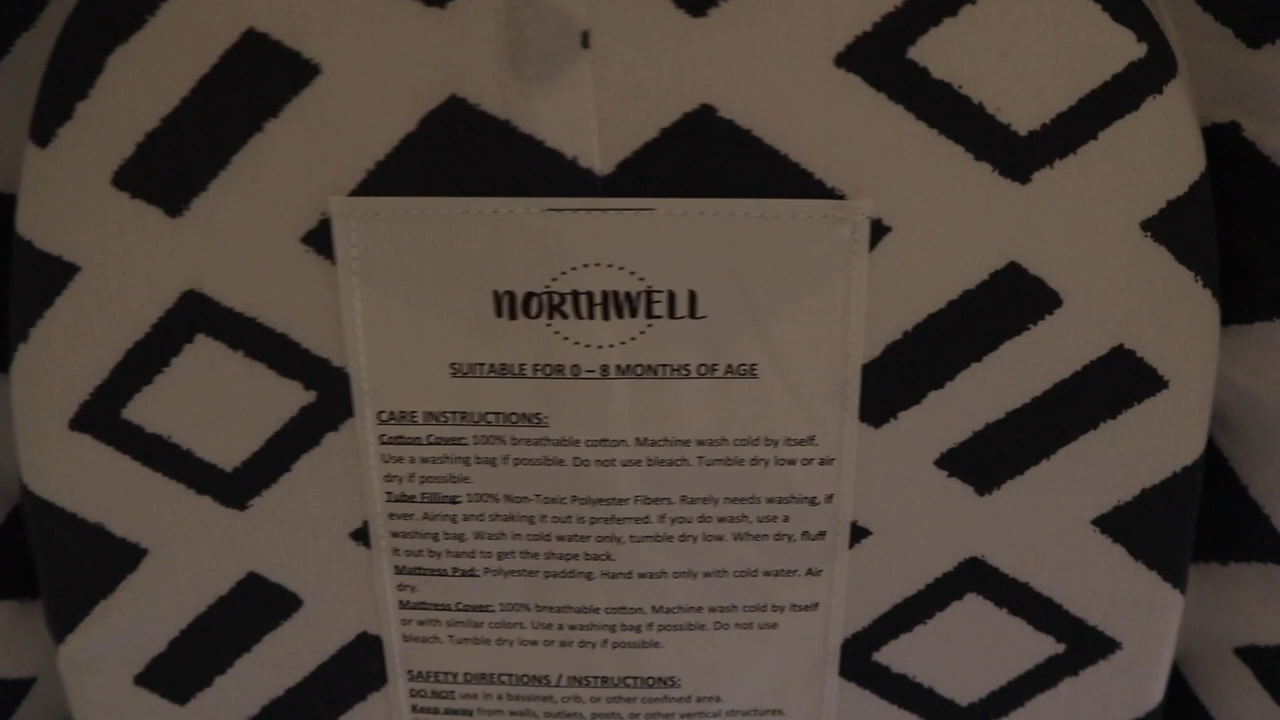 NORTHWELL
SUITABLE FOR 0 – 8 MONTHS OF AGE
CARE INSTRUCTIONS:
Cotton Cover: 100% breathable cotton. Machine wash cold by itself.
Use a washing bag if possible. Do not use bleach. Tumble dry low or air
dry if possible.
Tube Filling: 100% Non-Toxic Polyester Fibers. Rarely needs washing, if
ever. Airing and shaking it out is preferred. If you do wash, use a
washing bag. Wash in cold water only, tumble dry low. When dry, fluff
it out by hand to get the shape back.
Mattress Pad: Polyester padding. Hand wash only with cold water. Air
dry.
Mattress Cover: 100% breathable cotton. Machine wash cold by itself
or with similar colors. Use a washing bag if possible. Do not use
bleach. Tumble dry low or air dry if possible.
SAFETY DIRECTIONS / INSTRUCTIONS:
DO NOT use in a bassinet, crib, or other confined area.
Keep away from walls, outlets, posts, or other vertical structures.